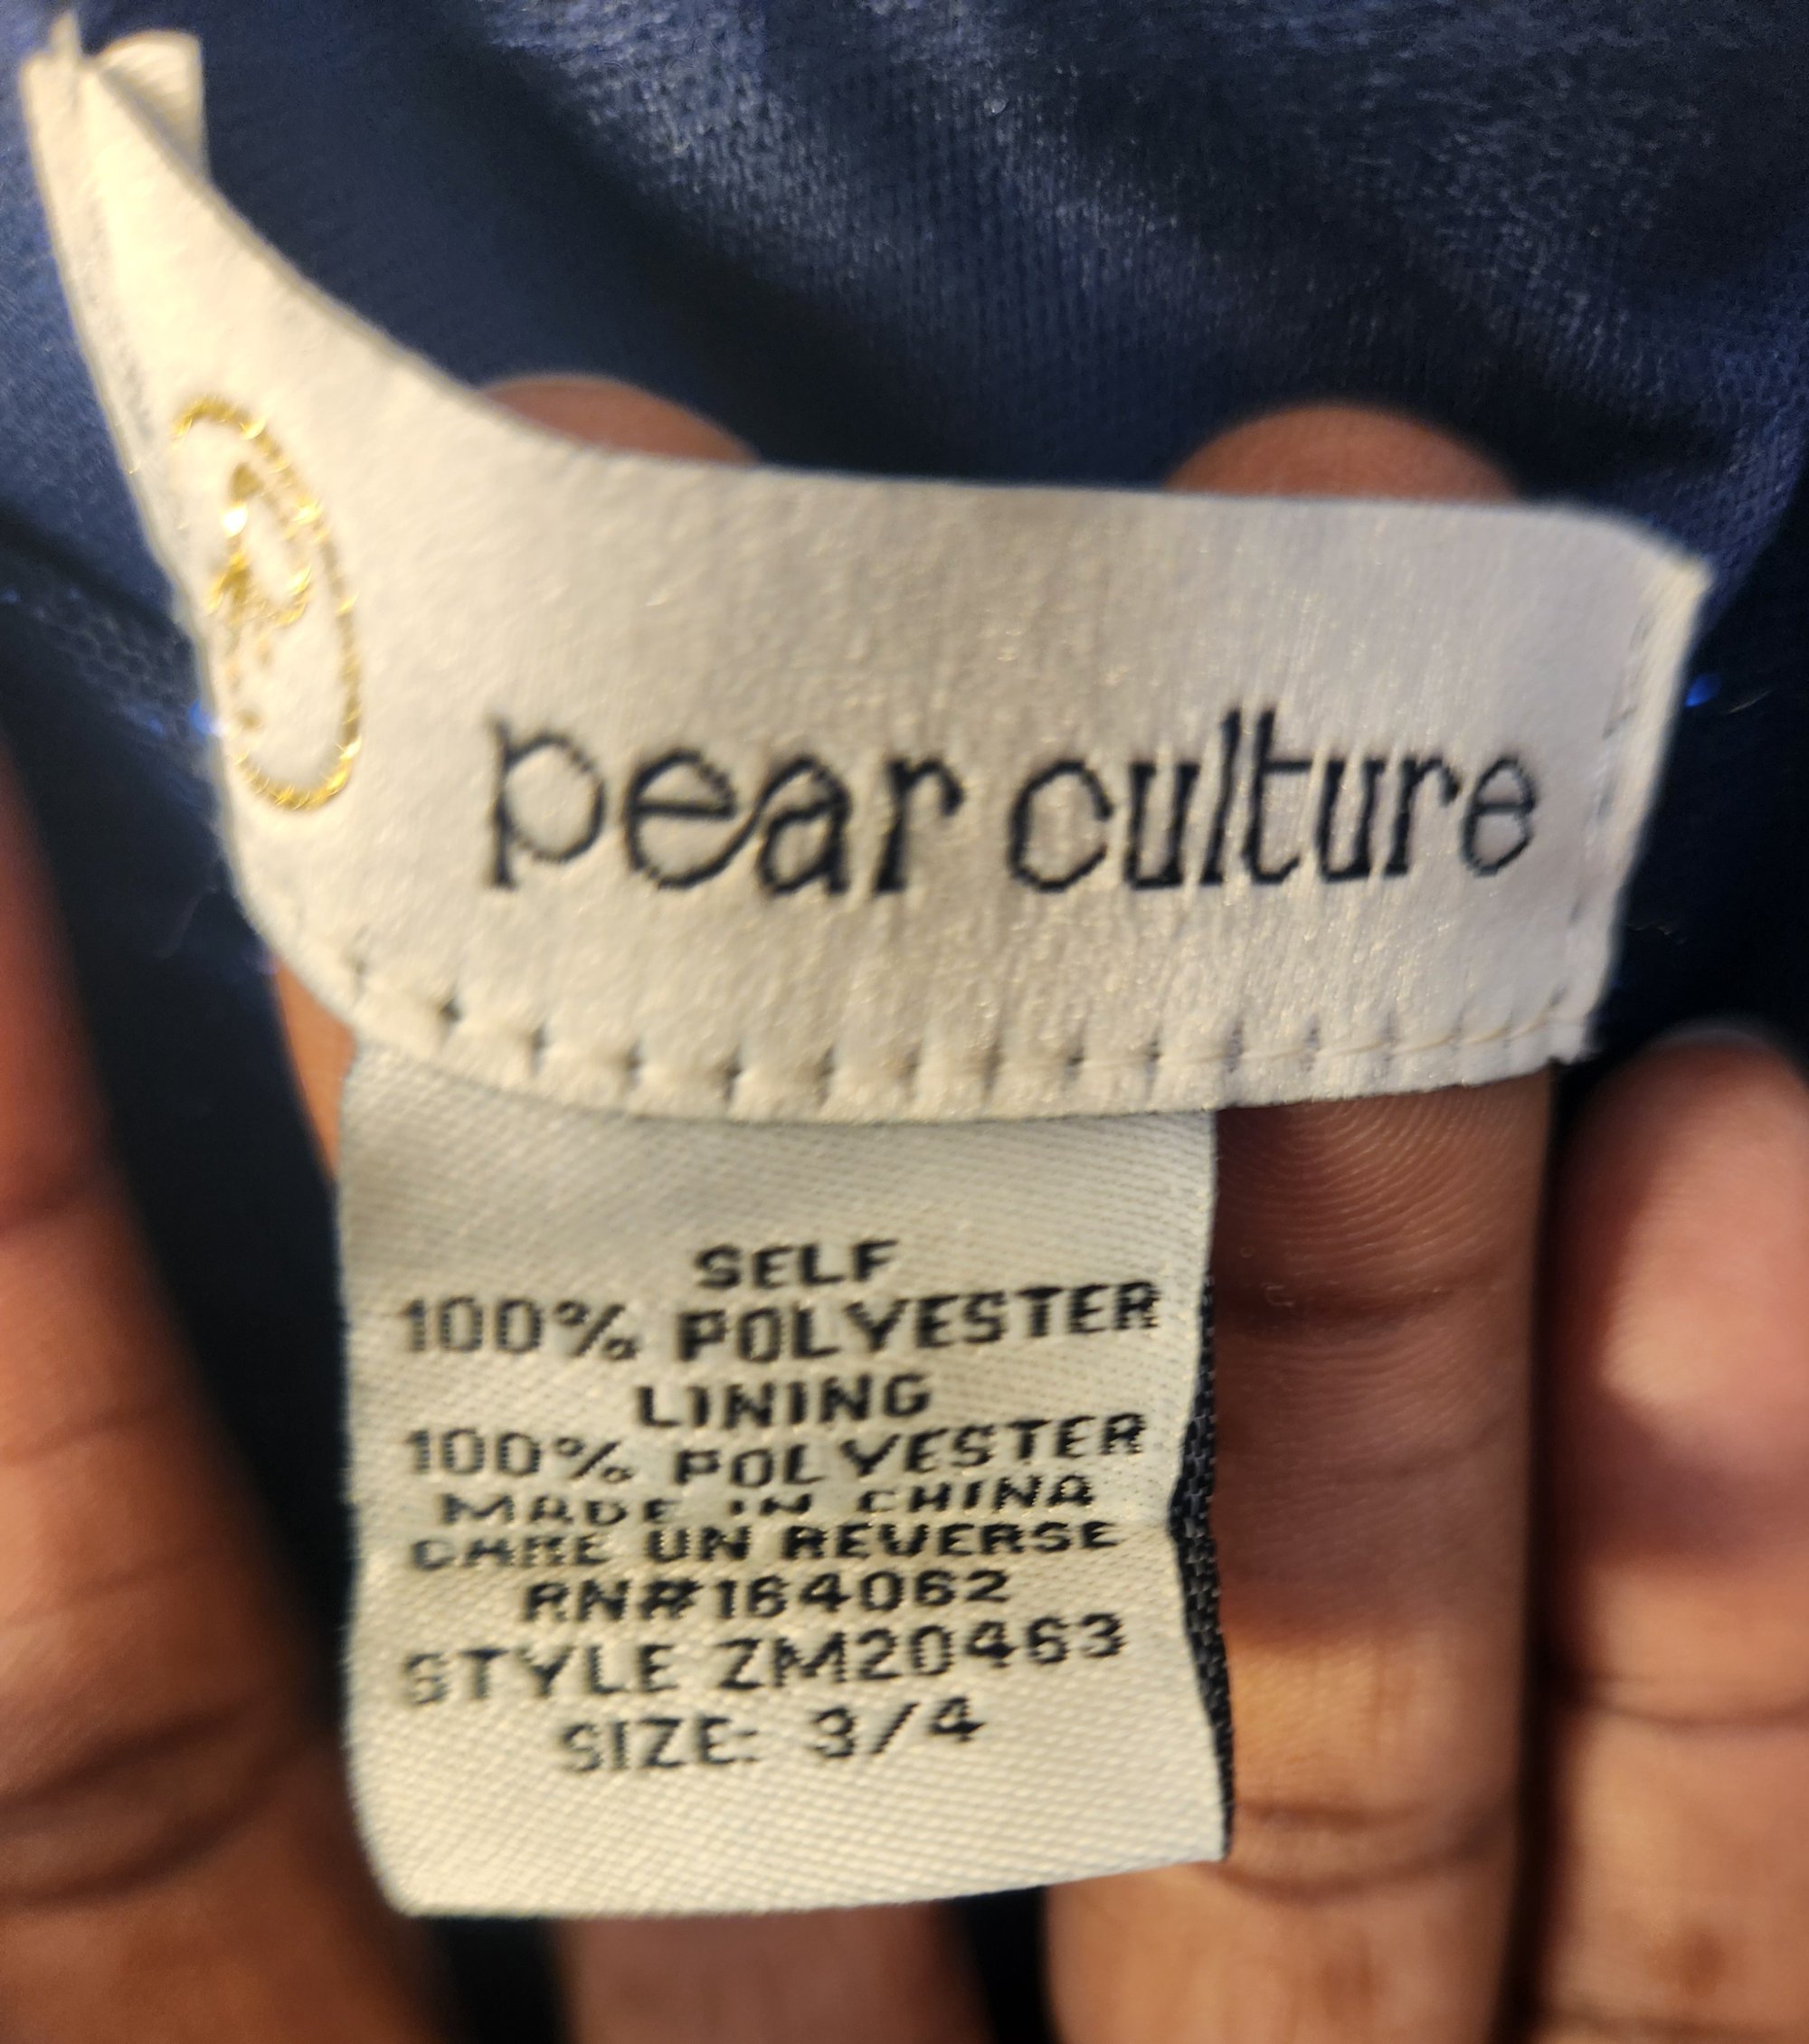 pear culture
SELF
100% POLYESTER
LINING
100% POLYESTER
MADE IN CHINA
CARE ON REVERSE
RN#164062
STYLE ZM20463
SIZE: 3/4